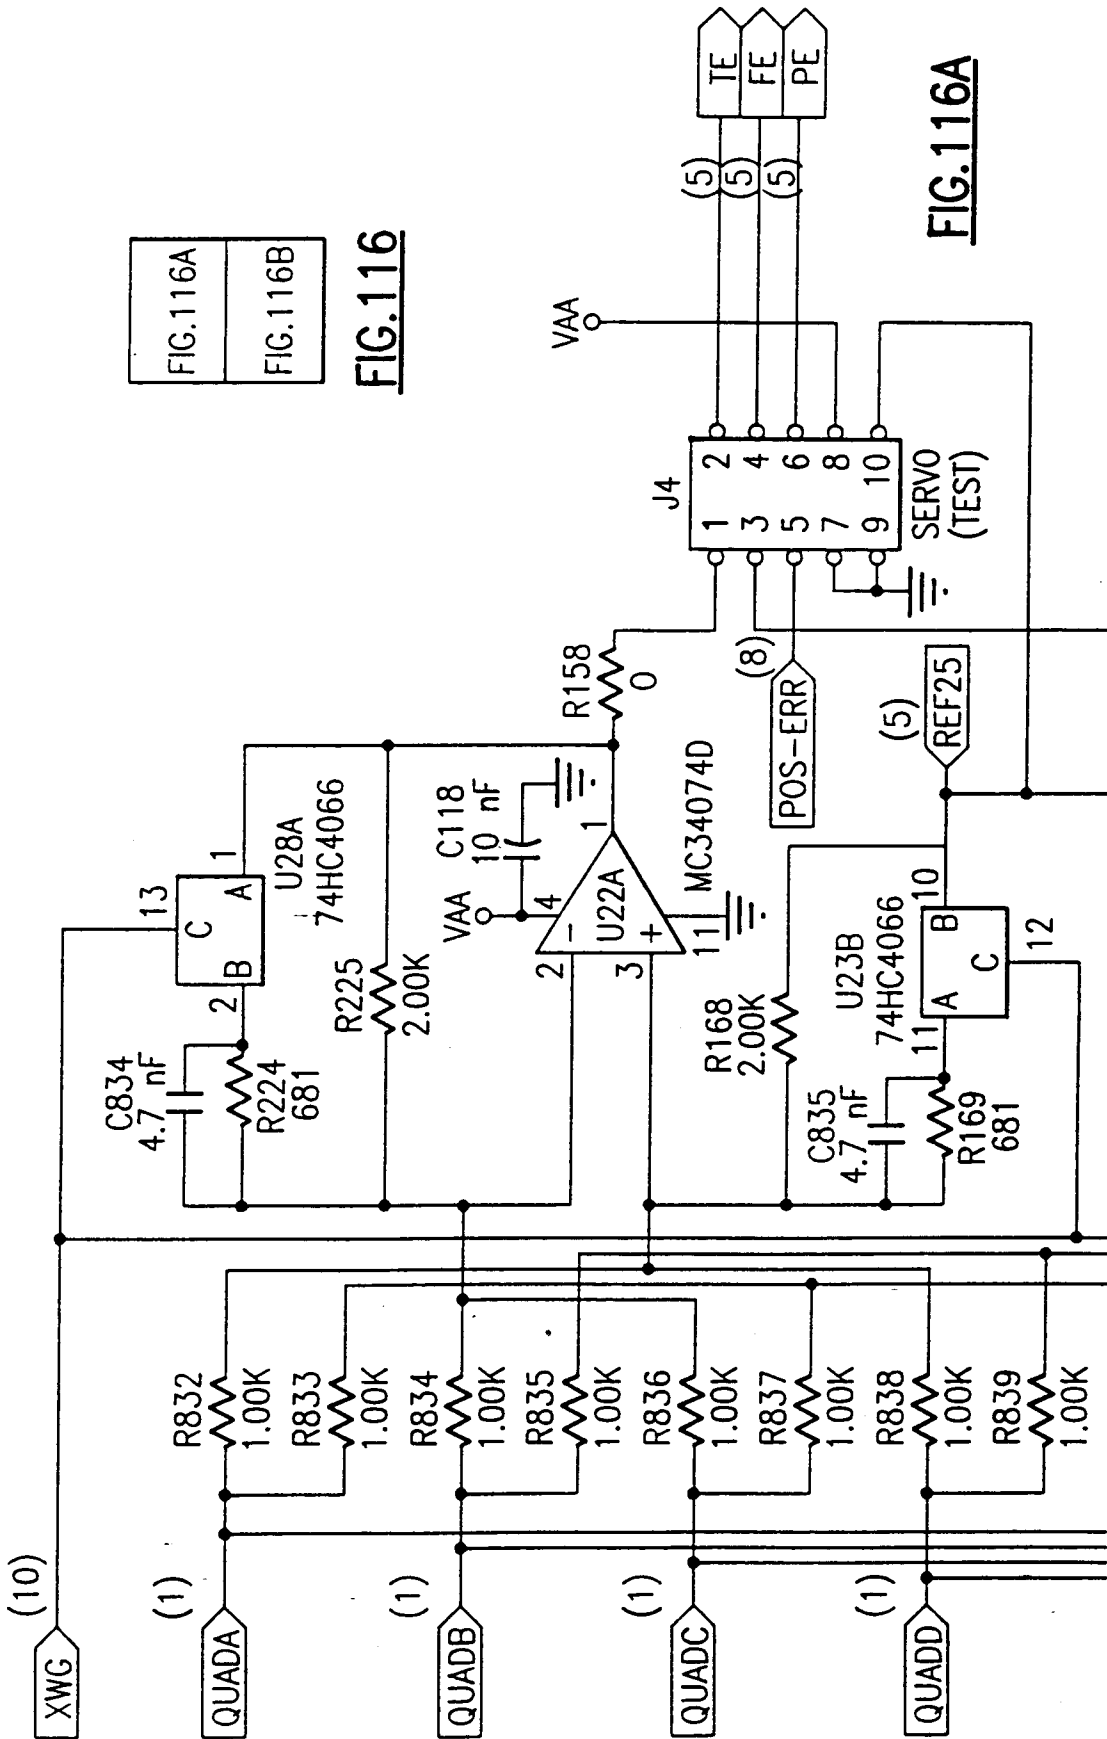 XWG
(10)
C834
4.7 nF
R224
681
2
B
C
A
13
1
U28A
74HC4066
FIG.116A
FIG.116B
FIG.116
QUADA
(1)
R832
1.00K
R833
1.00K
R225
2.00K
VAA
C118
10 nF
2
-
4
U22A
1
3
+
11
MC34074D
R158
0
QUADB
(1)
R834
1.00K
R835
1.00K
VAA
J4
1
2
3
4
5
6
7
8
9
10
SERVO
(TEST)
(5)
TE
(5)
FE
(5)
PE
(8)
POS-ERR
QUADC
(1)
R836
1.00K
R837
1.00K
R168
2.00K
C835
4.7 nF
R169
681
11
A
B
C
10
12
U23B
74HC4066
(5)
REF25
QUADD
(1)
R838
1.00K
R839
1.00K
FIG.116A